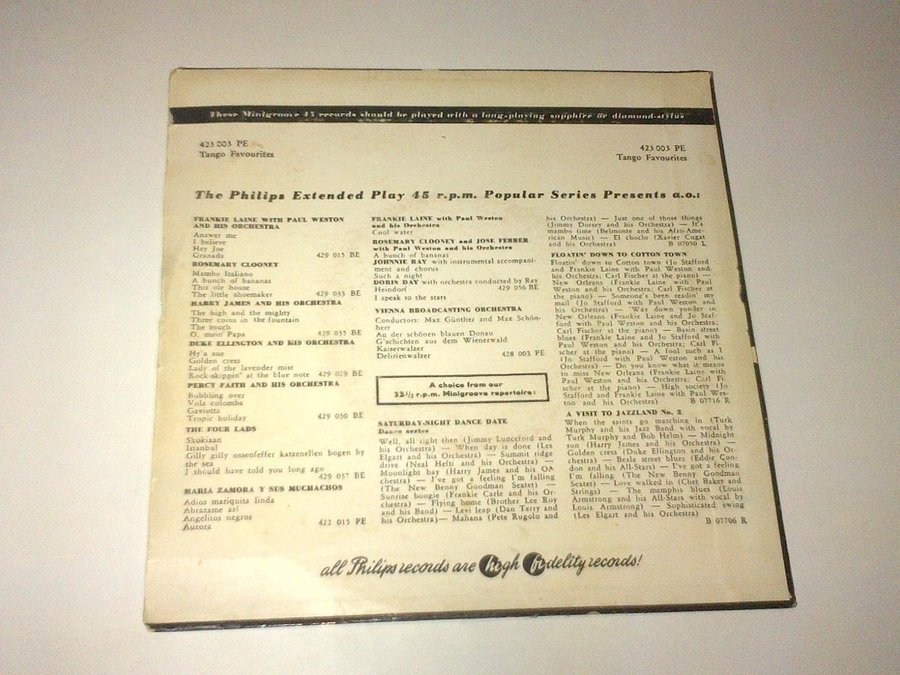 These Minigroove 45 records should be played with a long-playing sapphire or diamond-stylus
423 003 PE
Tango Favourites
423 003 PE
Tango Favourites
The Philips Extended Play 45 r.p.m. Popular Series Presents a.o.:
FRANKIE LAINE WITH PAUL WESTON
AND HIS ORCHESTRA
Answer me
I believe
Hey Joe
Granada 429 015 BE
ROSEMARY CLOONEY
Mambo Italiano
A bunch of bananas
This ole house
The little shoemaker 429 033 BE
HARRY JAMES AND HIS ORCHESTRA
The high and the mighty
Three coins in the fountain
The touch
O, mein Papa 429 035 BE
DUKE ELLINGTON AND HIS ORCHESTRA
Hy'a sue
Golden cress
Lady of the lavender mist
Rock-skippin' at the blue note 429 029 BE
PERCY FAITH AND HIS ORCHESTRA
Bubbling over
Vola colomba
Gaviotta
Tropic holiday 429 030 BE
THE FOUR LADS
Skokiaan
Istanbul
Gilly gilly ossenfeffer katzenellen bogen by
the sea
I should have told you long ago
429 037 BE
MARIA ZAMORA Y SUS MUCHACHOS
Adios mariquita linda
Abrazame asi
Angelitos negros
Aurora 422 015 PE
FRANKIE LAINE with Paul Weston
and his Orchestra
Cool water
ROSEMARY CLOONEY and JOSE FERRER
with Paul Weston and his Orchestra
A bunch of bananas
JOHNNIE RAY with instrumental accompani-
ment and chorus
Such a night
DORIS DAY with orchestra conducted by Ray
Heindorf 429 056 BE
I speak to the stars
VIENNA BROADCASTING ORCHESTRA
Conductors: Max Günther and Max Schön-
herr
An der schönen blauen Donau
G'schichten aus dem Wienerwald
Kaiserwalzer
Delirienwalzer 428 003 PE
A choice from our
33⅓ r.p.m. Minigroove repertoire:
SATURDAY-NIGHT DANCE DATE
Dance series
Well, all right then (Jimmy Lunceford and
his Orchestra) — When day is done (Les
Elgart and his Orchestra) — Summit ridge
drive (Neal Hefti and his Orchestra) —
Moonlight bay (Harry James and his Or-
chestra) — I've got a feeling I'm falling
(The New Benny Goodman Sextet) —
Sunrise boogie (Frankie Carle and his Or-
chestra) — Flying home (Brother Lee Roy
and his Band) — Levi leap (Dan Terry and
his Orchestra) — Mahana (Pete Rugolo and
his Orchestra) — Just one of those things
(Jimmy Dorsey and his Orchestra) — It's
mambo time (Belmonte and his Afro-Ame-
rican Music) — El choclo (Xavier Cugat
and his Orchestra) B 07050 L
FLOATIN' DOWN TO COTTON TOWN
Floatin' down to Cotton town (Jo Stafford
and Frankie Laine with Paul Weston and
his Orchestra; Carl Fischer at the piano) —
New Orleans (Frankie Laine with Paul
Weston and his Orchestra; Carl Fischer at
the piano) — Someone's been readin' my
mail (Jo Stafford with Paul Weston and
his Orchestra) — Way down yonder in
New Orleans (Frankie Laine and Jo Staf-
ford with Paul Weston and his Orchestra;
Carl Fischer at the piano) — Basin street
blues (Frankie Laine and Jo Stafford with
Paul Weston and his Orchestra; Carl Fi-
scher at the piano) — A fool such as I
(Jo Stafford with Paul Weston and his
Orchestra) — Do you know what it means
to miss New Orleans (Frankie Laine with
Paul Weston and his Orchestra; Carl Fi-
scher at the piano) — High society (Jo
Stafford and Frankie Laine with Paul Wes-
ton and his Orchestra) B 07716 R
A VISIT TO JAZZLAND No. 2
When the saints go marching in (Turk
Murphy and his Jazz Band with vocal by
Turk Murphy and Bob Helm) — Midnight
sun (Harry James and his Orchestra) —
Golden cress (Duke Ellington and his Or-
chestra) — Beale street blues (Eddie Con-
don and his All-Stars) — I've got a feeling
I'm falling (The New Benny Goodman
Sextet) — Love walked in (Chet Baker and
Strings) — The memphis blues (Louis
Armstrong and his All-Stars with vocal by
Louis Armstrong) — Sophisticated swing
(Les Elgart and his Orchestra)
B 07706 R
all Philips records are high fidelity records!